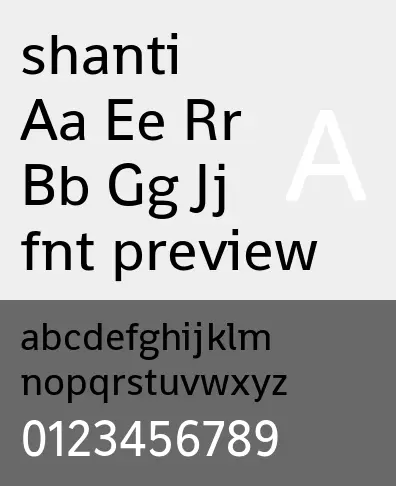 shanti
Aa Ee Rr
A
Bb Gg Jj
fnt preview
abcdefghijklm
nopqrstuvwxyz
0123456789